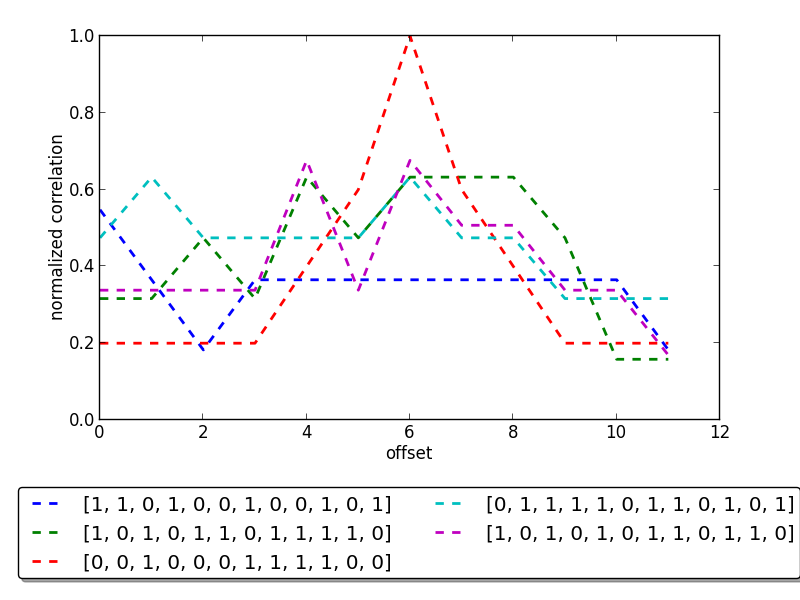 1.0
0.8
0.6
0.4
0.2
0.0
normalized correlation
0 2 4 6 8 10 12
offset
[1, 1, 0, 1, 0, 0, 1, 0, 0, 1, 0, 1]
[1, 0, 1, 0, 1, 1, 0, 1, 1, 1, 1, 0]
[0, 0, 1, 0, 0, 0, 1, 1, 1, 1, 0, 0]
[0, 1, 1, 1, 1, 0, 1, 1, 0, 1, 0, 1]
[1, 0, 1, 0, 1, 0, 1, 1, 0, 1, 1, 0]